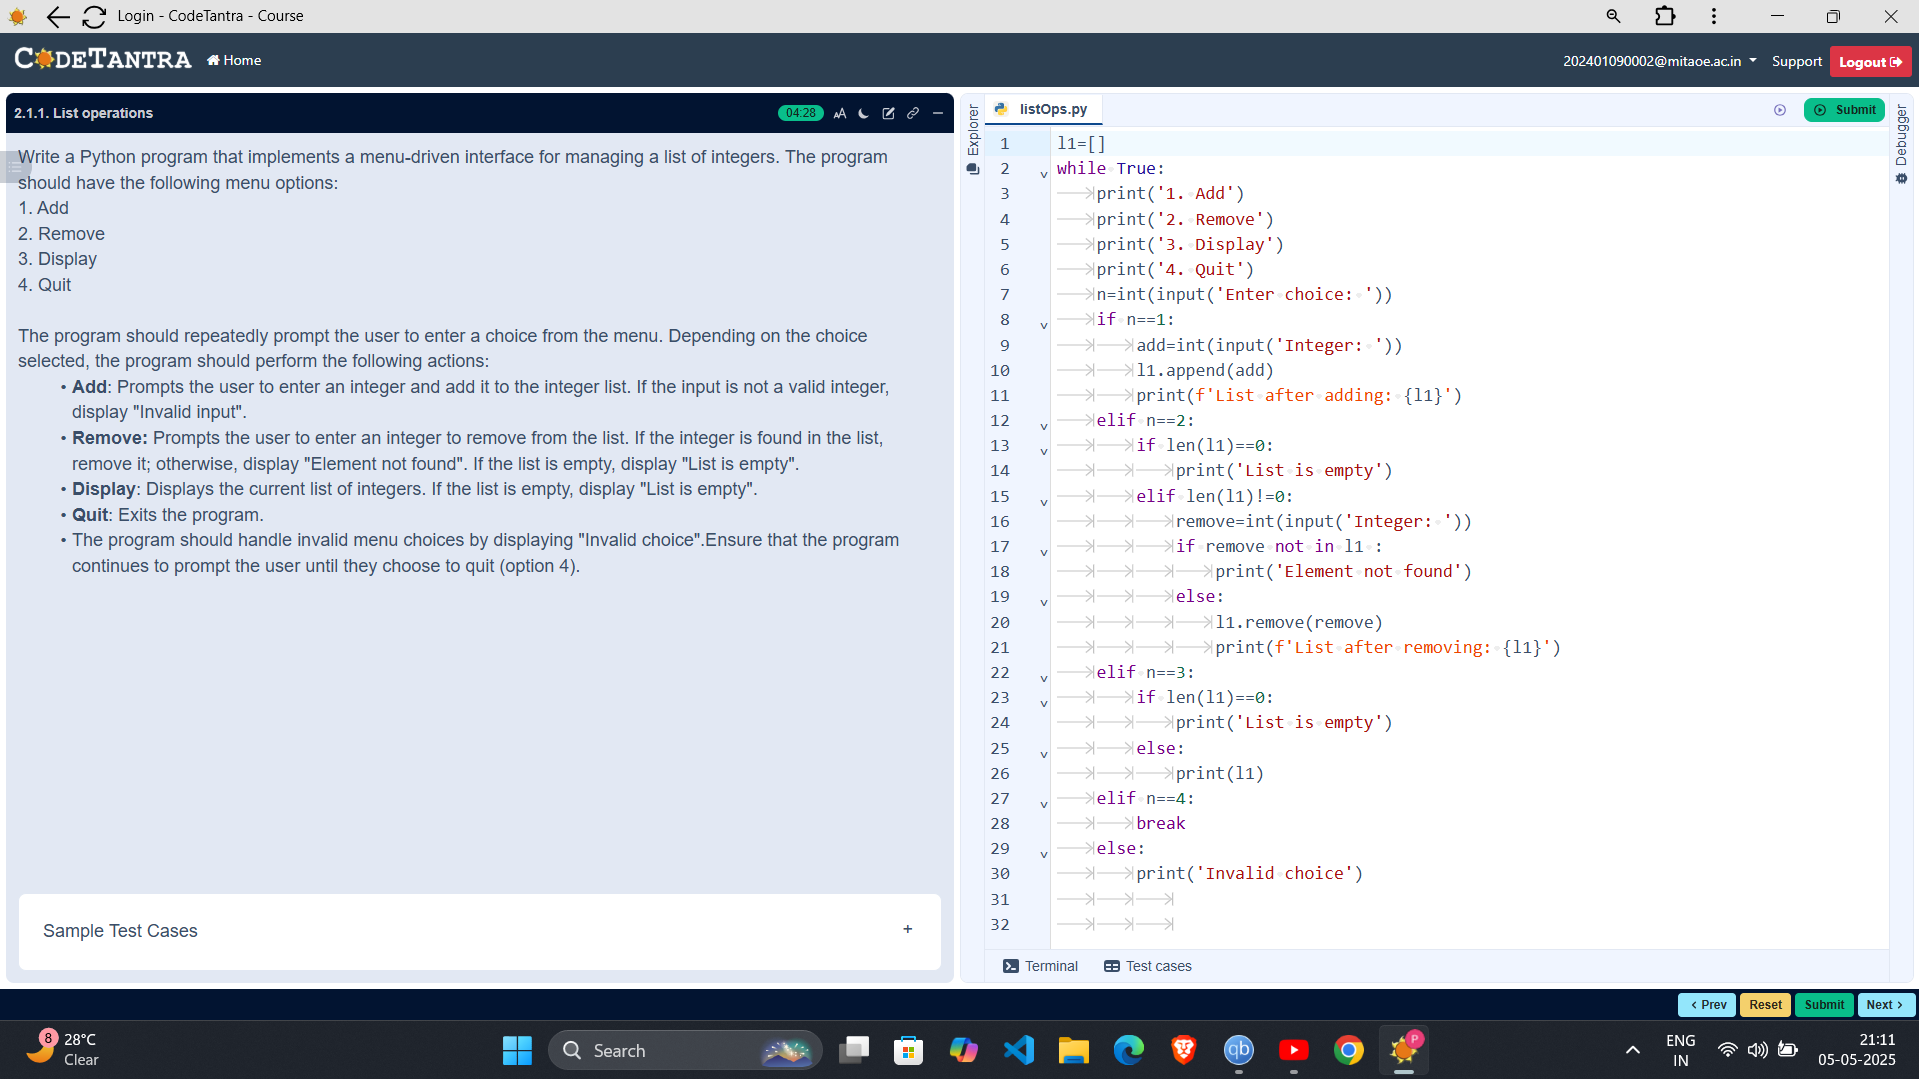 Login - CodeTantra - Course
CODETANTRA
Home
202401090002@mitaoe.ac.in
Support
Logout
2.1.1. List operations
04:28
AA
Write a Python program that implements a menu-driven interface for managing a list of integers. The program
should have the following menu options:
1. Add
2. Remove
3. Display
4. Quit
The program should repeatedly prompt the user to enter a choice from the menu. Depending on the choice
selected, the program should perform the following actions:
• Add: Prompts the user to enter an integer and add it to the integer list. If the input is not a valid integer,
display "Invalid input".
• Remove: Prompts the user to enter an integer to remove from the list. If the integer is found in the list,
remove it; otherwise, display "Element not found". If the list is empty, display "List is empty".
• Display: Displays the current list of integers. If the list is empty, display "List is empty".
• Quit: Exits the program.
• The program should handle invalid menu choices by displaying "Invalid choice".Ensure that the program
continues to prompt the user until they choose to quit (option 4).
Sample Test Cases
+
Explorer
listOps.py
Submit
Debugger
1 l1=[]
2 while True:
3 print('1. Add')
4 print('2. Remove')
5 print('3. Display')
6 print('4. Quit')
7 n=int(input('Enter choice: '))
8 if n==1:
9 add=int(input('Integer: '))
10 l1.append(add)
11 print(f'List after adding: {l1}')
12 elif n==2:
13 if len(l1)==0:
14 print('List is empty')
15 elif len(l1)!=0:
16 remove=int(input('Integer: '))
17 if remove not in l1 :
18 print('Element not found')
19 else:
20 l1.remove(remove)
21 print(f'List after removing: {l1}')
22 elif n==3:
23 if len(l1)==0:
24 print('List is empty')
25 else:
26 print(l1)
27 elif n==4:
28 break
29 else:
30 print('Invalid choice')
31
32
Terminal
Test cases
< Prev
Reset
Submit
Next >
8
28°C
Clear
Search
qb
P
ENG
IN
21:11
05-05-2025